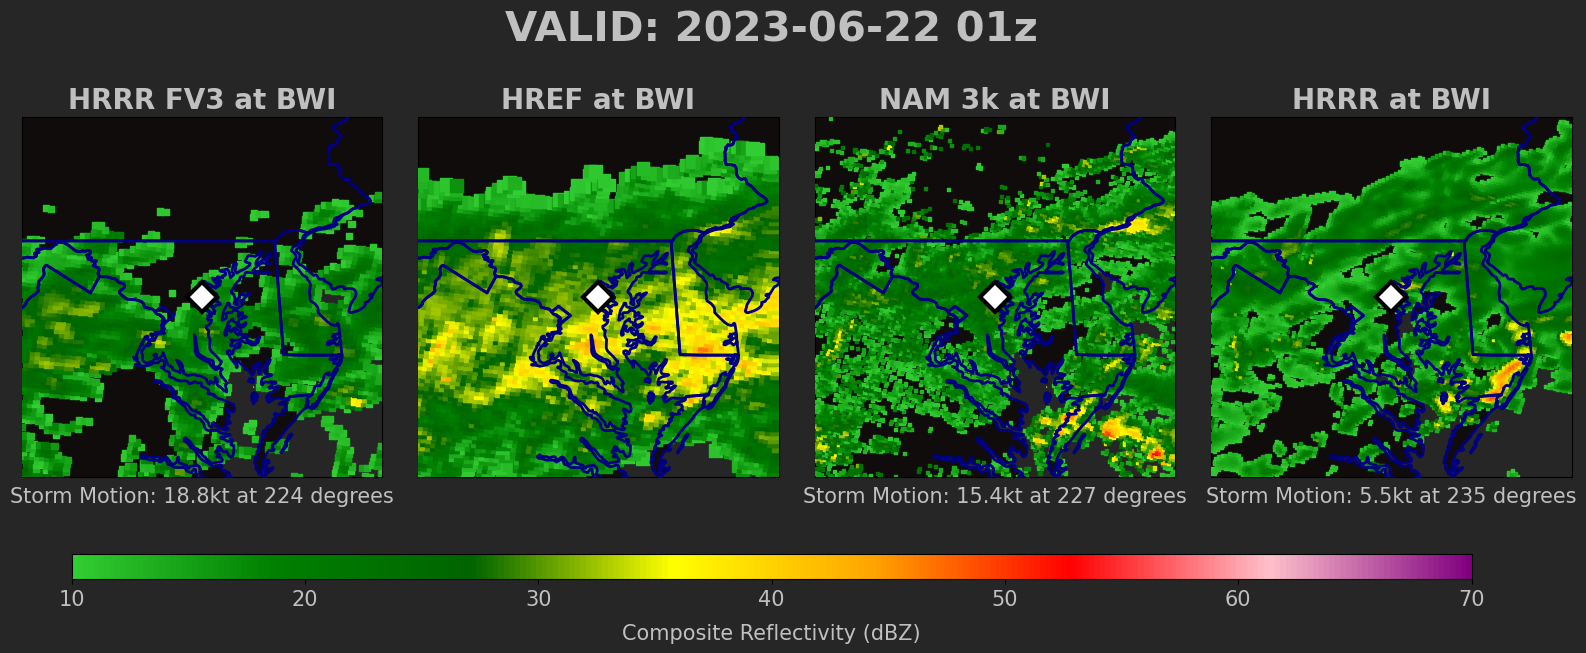 VALID: 2023-06-22 01z
HRRR FV3 at BWI
HREF at BWI
NAM 3k at BWI
HRRR at BWI
Storm Motion: 18.8kt at 224 degrees
Storm Motion: 15.4kt at 227 degrees
Storm Motion: 5.5kt at 235 degrees
10 20 30 40 50 60 70
Composite Reflectivity (dBZ)